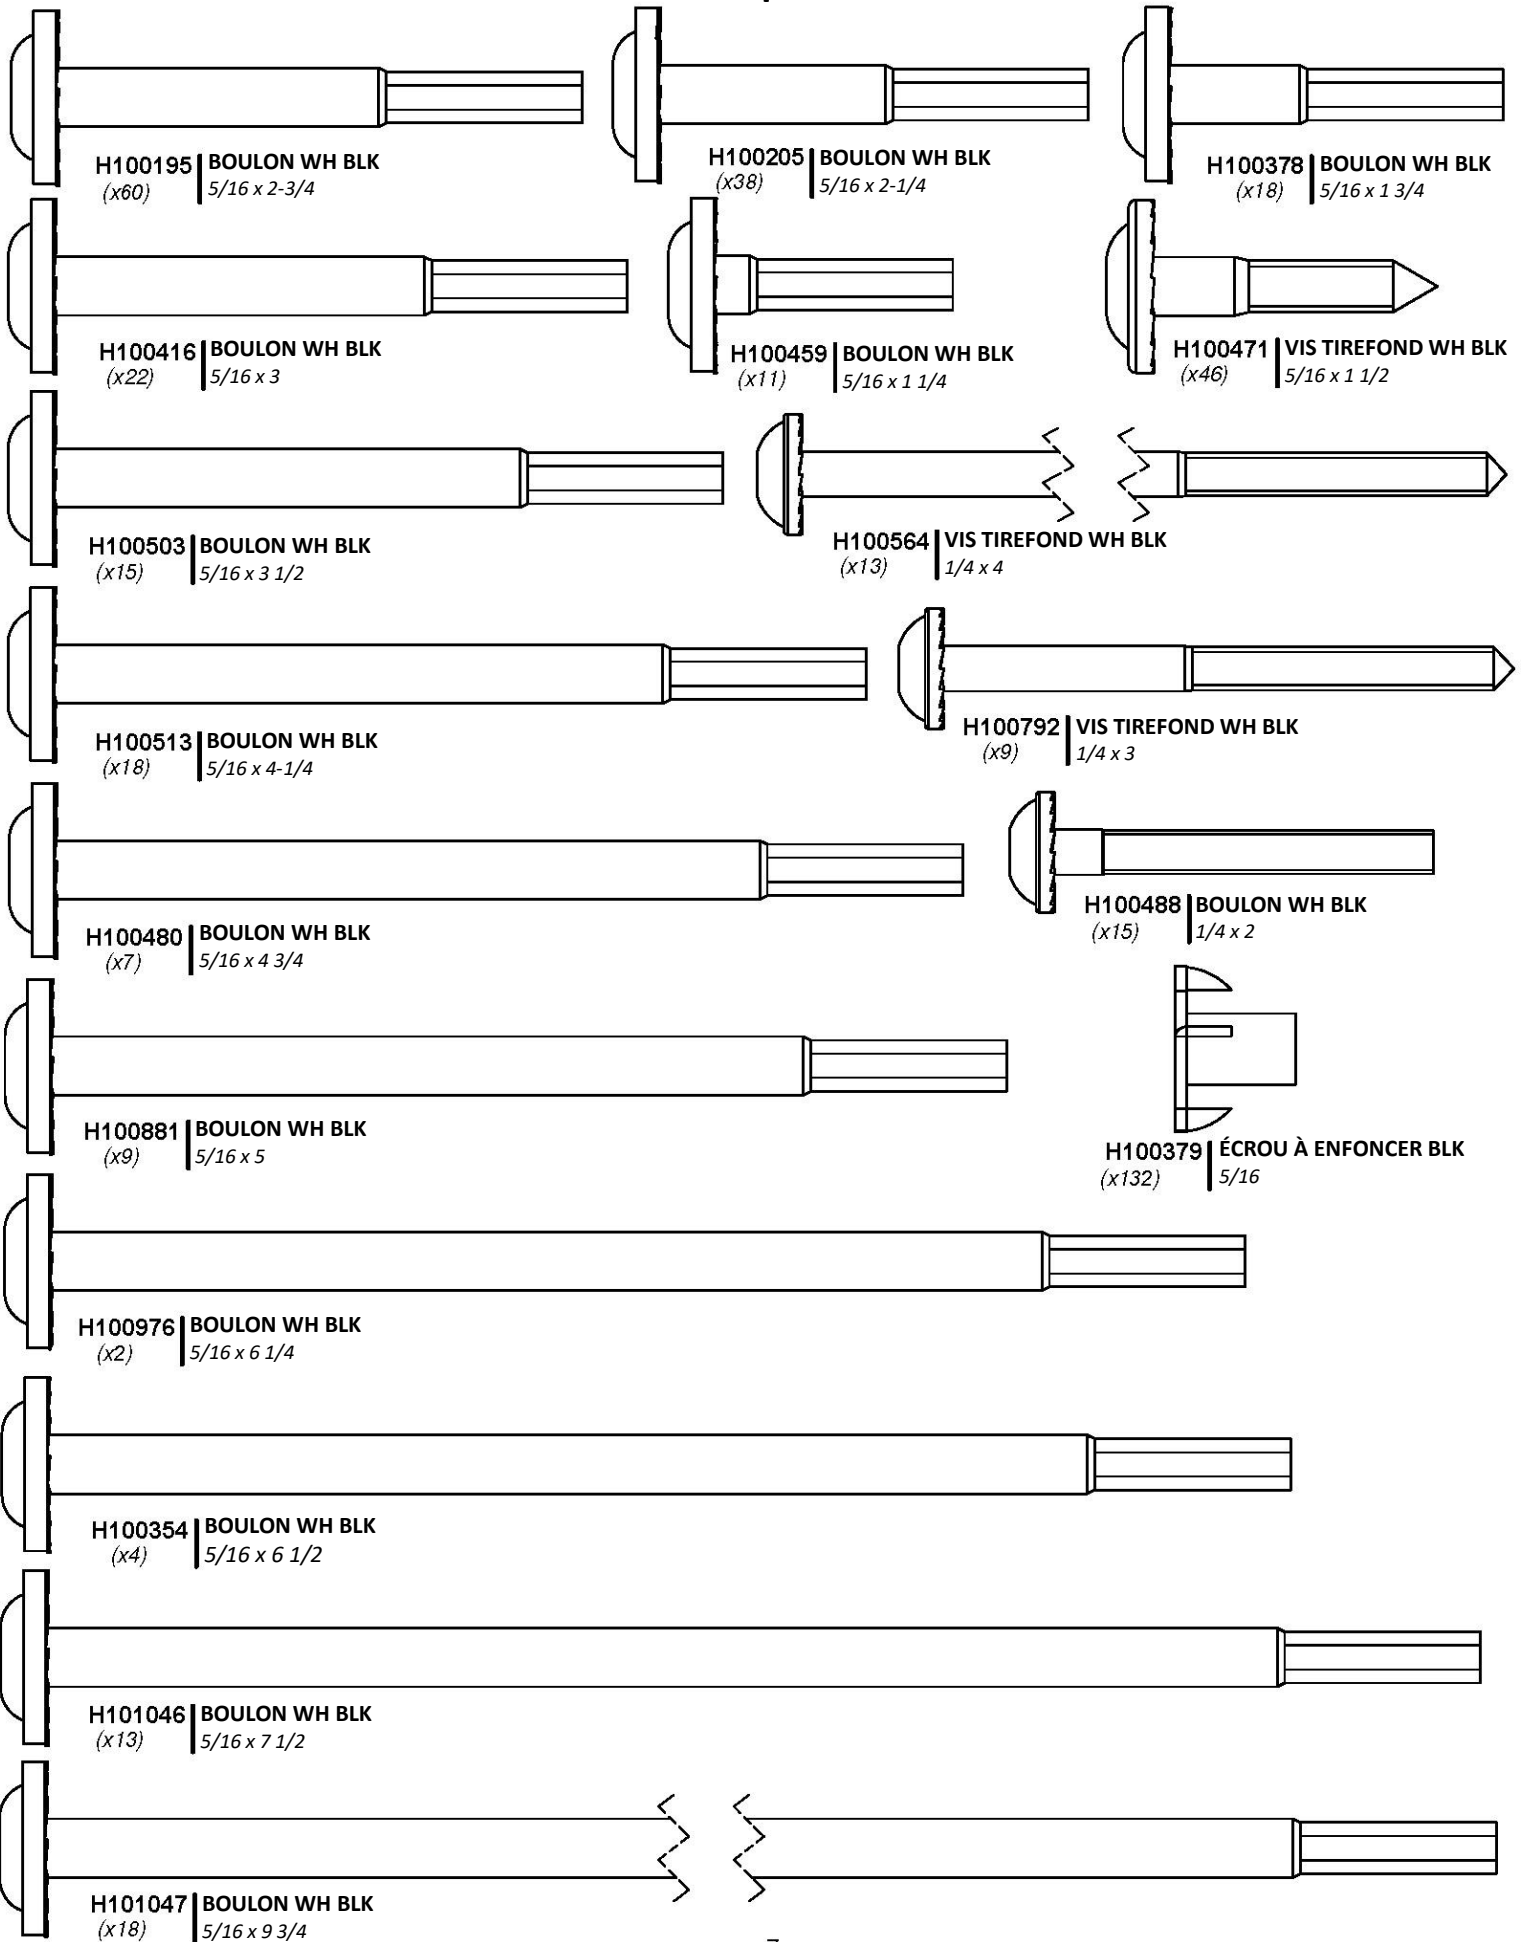 H100195 BOULON WH BLK
(x60) 5/16 x 2-3/4
H100205 BOULON WH BLK
(x38) 5/16 x 2-1/4
H100378 BOULON WH BLK
(x18) 5/16 x 1 3/4
H100416 BOULON WH BLK
(x22) 5/16 x 3
H100459 BOULON WH BLK
(x11) 5/16 x 1 1/4
H100471 VIS TIREFOND WH BLK
(x46) 5/16 x 1 1/2
H100503 BOULON WH BLK
(x15) 5/16 x 3 1/2
H100564 VIS TIREFOND WH BLK
(x13) 1/4 x 4
H100513 BOULON WH BLK
(x18) 5/16 x 4-1/4
H100792 VIS TIREFOND WH BLK
(x9) 1/4 x 3
H100480 BOULON WH BLK
(x7) 5/16 x 4 3/4
H100488 BOULON WH BLK
(x15) 1/4 x 2
H100881 BOULON WH BLK
(x9) 5/16 x 5
H100379 ÉCROU À ENFONCER BLK
(x132) 5/16
H100976 BOULON WH BLK
(x2) 5/16 x 6 1/4
H100354 BOULON WH BLK
(x4) 5/16 x 6 1/2
H101046 BOULON WH BLK
(x13) 5/16 x 7 1/2
H101047 BOULON WH BLK
(x18) 5/16 x 9 3/4